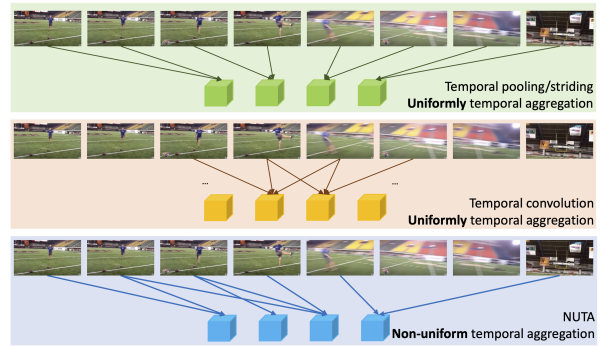 Temporal pooling/striding
Uniformly temporal aggregation
...
...
Temporal convolution
Uniformly temporal aggregation
NUTA
Non-uniform temporal aggregation